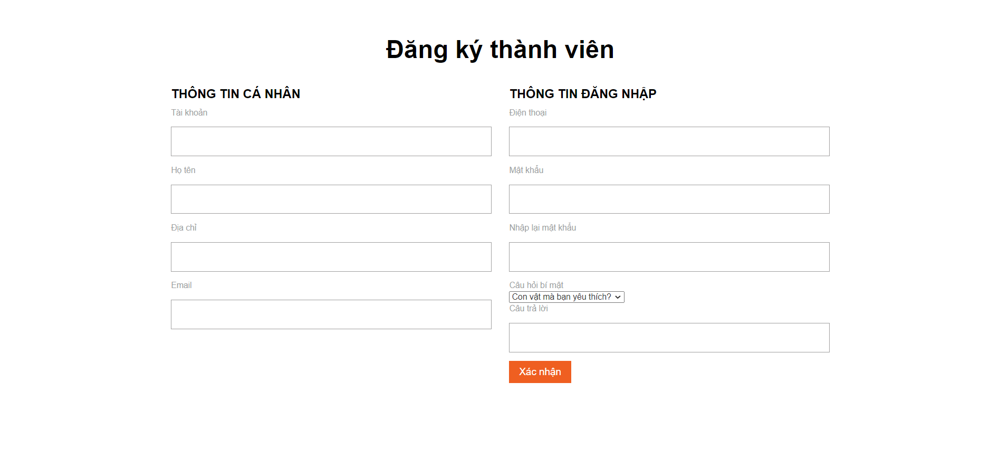 Đăng ký thành viên
THÔNG TIN CÁ NHÂN
Tài khoản
Họ tên
Địa chỉ
Email
THÔNG TIN ĐĂNG NHẬP
Điện thoại
Mật khẩu
Nhập lại mật khẩu
Câu hỏi bí mật
Con vật mà bạn yêu thích?
Câu trả lời
Xác nhận